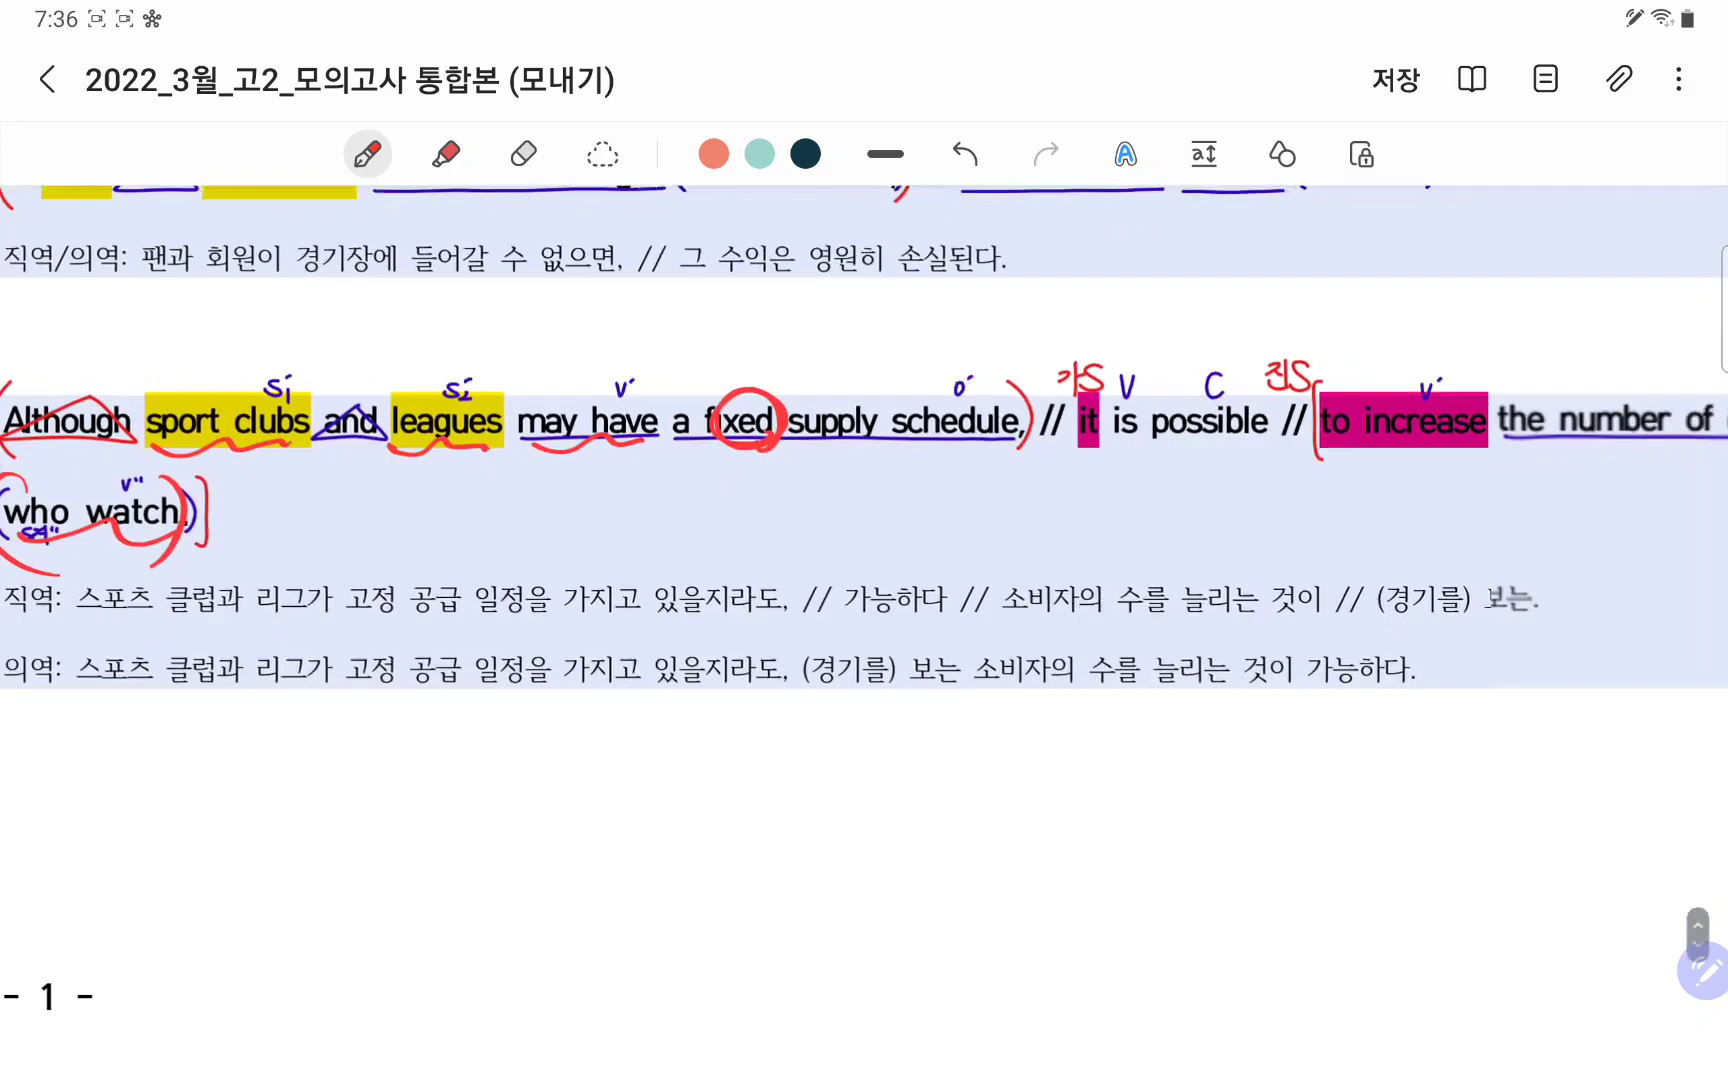 7:36
2022_3월_고2_모의고사 통합본 (모내기)
저장
직역/의역: 팬과 회원이 경기장에 들어갈 수 없으면, // 그 수익은 영원히 손실된다.
S₁' S₂' v' o' 가S V C 진S v'
Although sport clubs and leagues may have a fixed supply schedule, // it is possible // to increase the number of
v"
(who watch.)]
직역: 스포츠 클럽과 리그가 고정 공급 일정을 가지고 있을지라도, // 가능하다 // 소비자의 수를 늘리는 것이 // (경기를) 보는.
의역: 스포츠 클럽과 리그가 고정 공급 일정을 가지고 있을지라도, (경기를) 보는 소비자의 수를 늘리는 것이 가능하다.
- 1 -